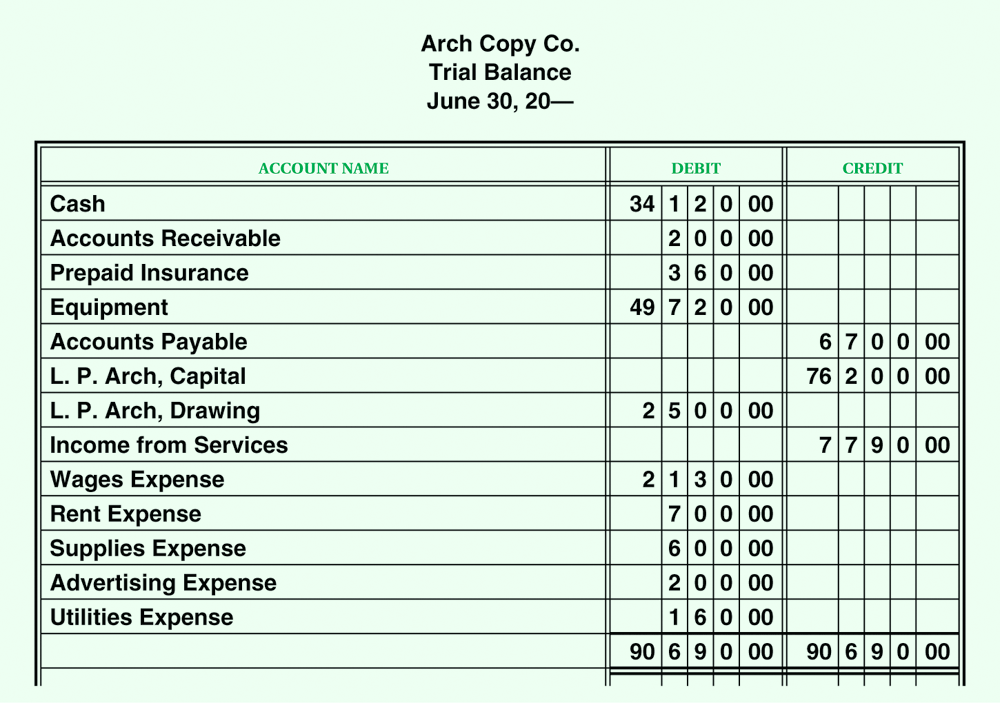 Arch Copy Co.
Trial Balance
June 30, 20—
ACCOUNT NAME DEBIT CREDIT
Cash 34 1 2 0 00
Accounts Receivable 2 0 0 00
Prepaid Insurance 3 6 0 00
Equipment 49 7 2 0 00
Accounts Payable 6 7 0 0 00
L. P. Arch, Capital 76 2 0 0 00
L. P. Arch, Drawing 2 5 0 0 00
Income from Services 7 7 9 0 00
Wages Expense 2 1 3 0 00
Rent Expense 7 0 0 00
Supplies Expense 6 0 0 00
Advertising Expense 2 0 0 00
Utilities Expense 1 6 0 00
90 6 9 0 00 90 6 9 0 00